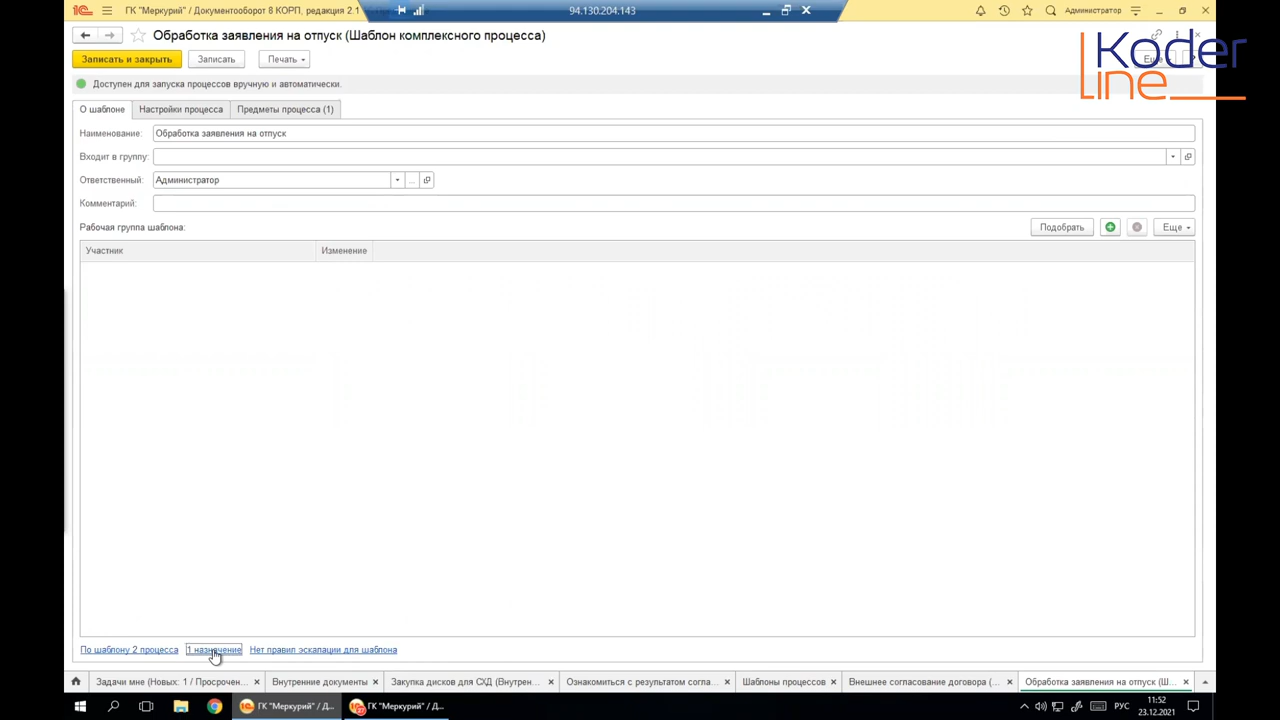 ГК "Меркурий" / Документооборот 8 КОРП, редакция 2.1
94.130.204.143
Администратор
Обработка заявления на отпуск (Шаблон комплексного процесса)
Koder line
Записать и закрыть
Записать
Печать
Доступен для запуска процессов вручную и автоматически.
О шаблоне
Настройки процесса
Предметы процесса (1)
Наименование: Обработка заявления на отпуск
Входит в группу:
Ответственный: Администратор
Комментарий:
Рабочая группа шаблона:
Подобрать
Еще
Участник
Изменение
По шаблону 2 процесса
1 назначение
Нет правил эскалации для шаблона
Задачи мне (Новых: 1 / Просрочен...
Внутренние документы
Закупка дисков для СХД (Внутрен...
Ознакомиться с результом согла...
Шаблоны процессов
Внешнее согласование договора (...
Обработка заявления на отпуск (Ш...
ГК "Меркурий" / Д...
ГК "Меркурий" / Д...
РУС
11:52
23.12.2021